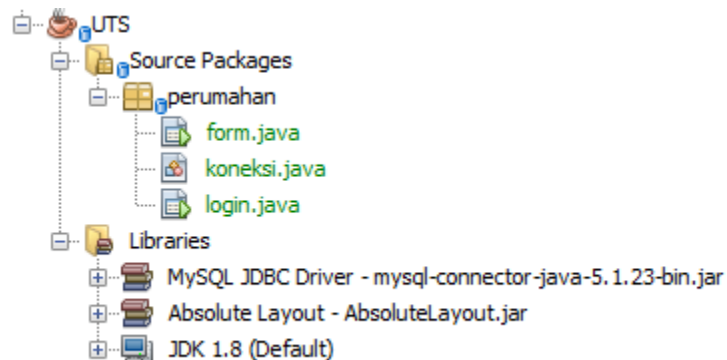 UTS
Source Packages
perumahan
form.java
koneksi.java
login.java
Libraries
MySQL JDBC Driver - mysql-connector-java-5.1.23-bin.jar
Absolute Layout - AbsoluteLayout.jar
JDK 1.8 (Default)